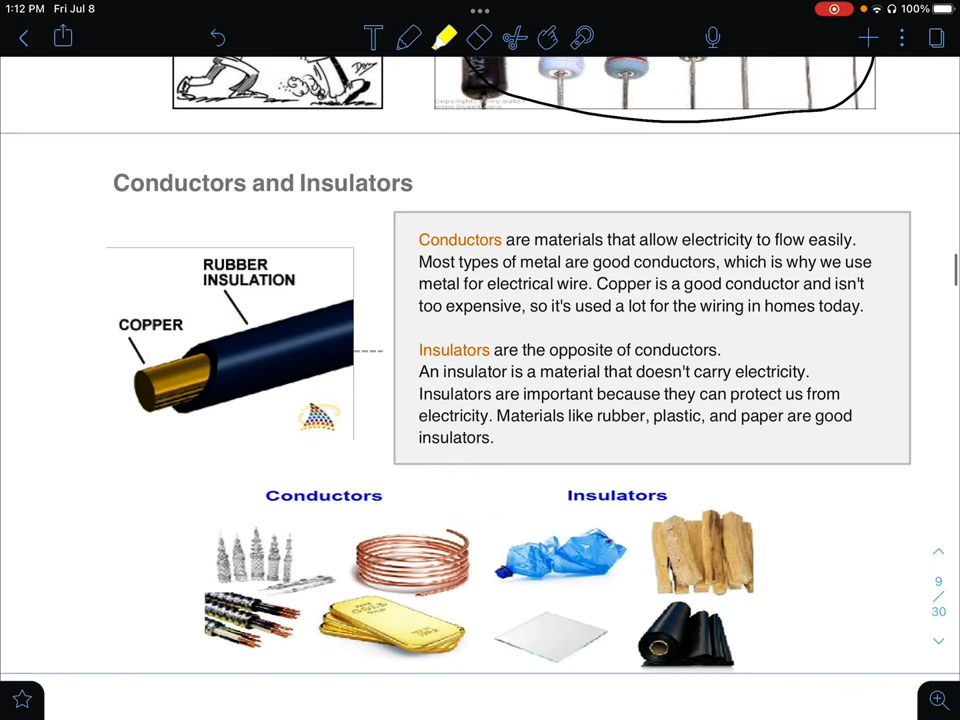 1:12 PM Fri Jul 8
100%
Conductors and Insulators
RUBBER
INSULATION
COPPER
Conductors are materials that allow electricity to flow easily.
Most types of metal are good conductors, which is why we use
metal for electrical wire. Copper is a good conductor and isn't
too expensive, so it's used a lot for the wiring in homes today.
Insulators are the opposite of conductors.
An insulator is a material that doesn't carry electricity.
Insulators are important because they can protect us from
electricity. Materials like rubber, plastic, and paper are good
insulators.
Conductors
Insulators
9
/
30